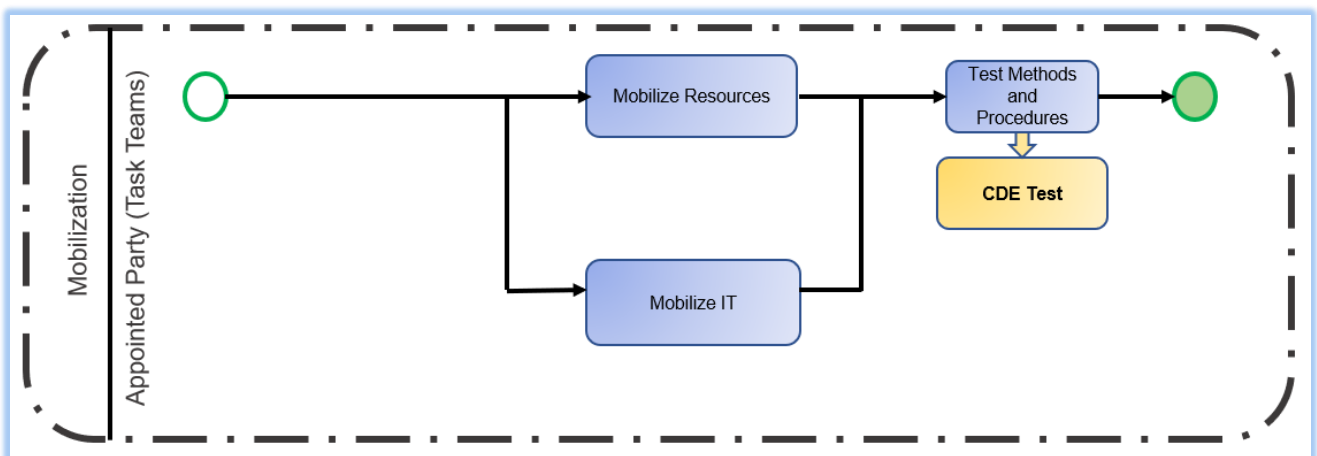 Mobilization
Appointed Party (Task Teams)
Mobilize Resources
Test Methods
and
Procedures
CDE Test
Mobilize IT